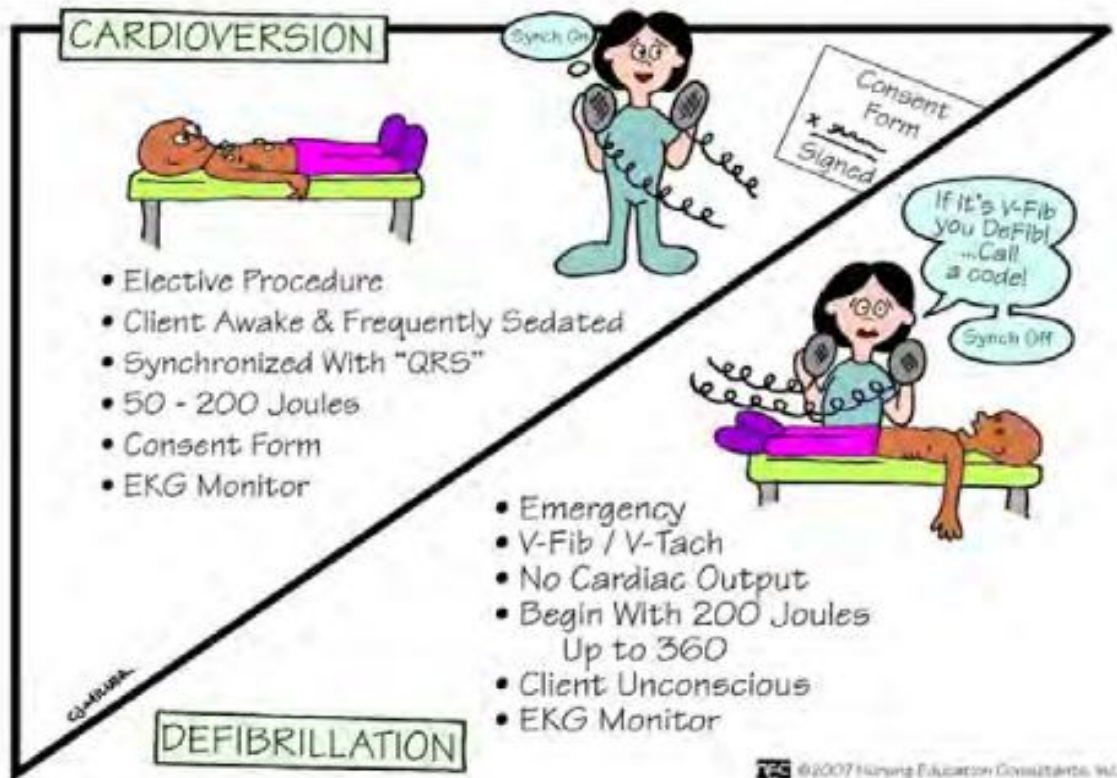 CARDIOVERSION
Synch On
Consent
Form
x
Signed
• Elective Procedure
• Client Awake & Frequently Sedated
• Synchronized With "QRS"
• 50 - 200 Joules
• Consent Form
• EKG Monitor
If it's V-Fib
you DeFib!
...Call
a code!
Synch Off
• Emergency
• V-Fib / V-Tach
• No Cardiac Output
• Begin With 200 Joules
Up to 360
• Client Unconscious
• EKG Monitor
DEFIBRILLATION
©2007 Nursing Education Consultants, Inc.